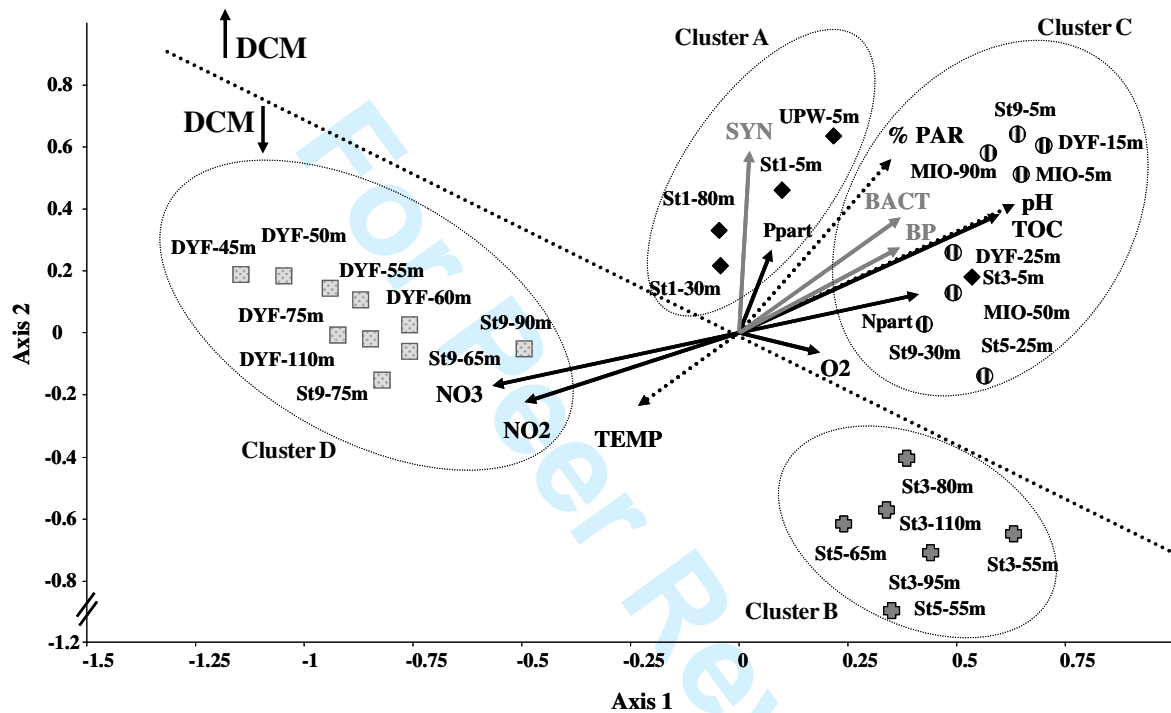 DCM
DCM
Cluster A
Cluster C
UPW-5m
St9-5m
SYN
% PAR
DYF-15m
St1-5m
MIO-90m
MIO-5m
St1-80m
BACT
pH
Ppart
BP
TOC
DYF-45m
DYF-50m
DYF-25m
DYF-55m
St1-30m
St3-5m
DYF-60m
DYF-75m
Npart
MIO-50m
St9-90m
DYF-110m
St9-65m
St9-30m
St5-25m
O2
St9-75m
NO3
NO2
TEMP
Cluster D
St3-80m
St3-110m
St5-65m
St3-55m
St3-95m
Cluster B
St5-55m
Axis 2
0.8
0.6
0.4
0.2
0
-0.2
-0.4
-0.6
-0.8
-1.2
-1.5
-1.25
-1
-0.75
-0.5
-0.25
0
0.25
0.5
0.75
Axis 1
For Peer Rev